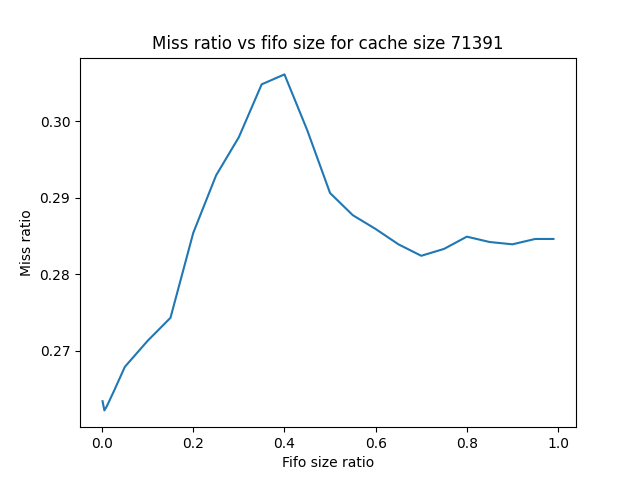 Miss ratio vs fifo size for cache size 71391
0.30
0.29
0.28
0.27
Miss ratio
0.0 0.2 0.4 0.6 0.8 1.0
Fifo size ratio